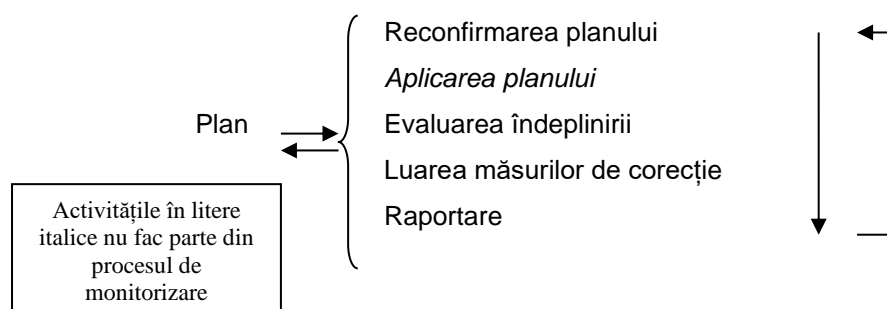 Reconfirmarea planului
Aplicarea planului
Plan
Evaluarea îndeplinirii
Luarea măsurilor de corecție
Raportare
Activitățile în litere
italice nu fac parte din
procesul de
monitorizare